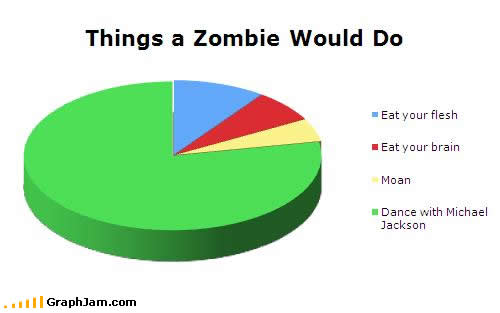 Things a Zombie Would Do
Eat your flesh
Eat your brain
Moan
Dance with Michael
Jackson
GraphJam.com